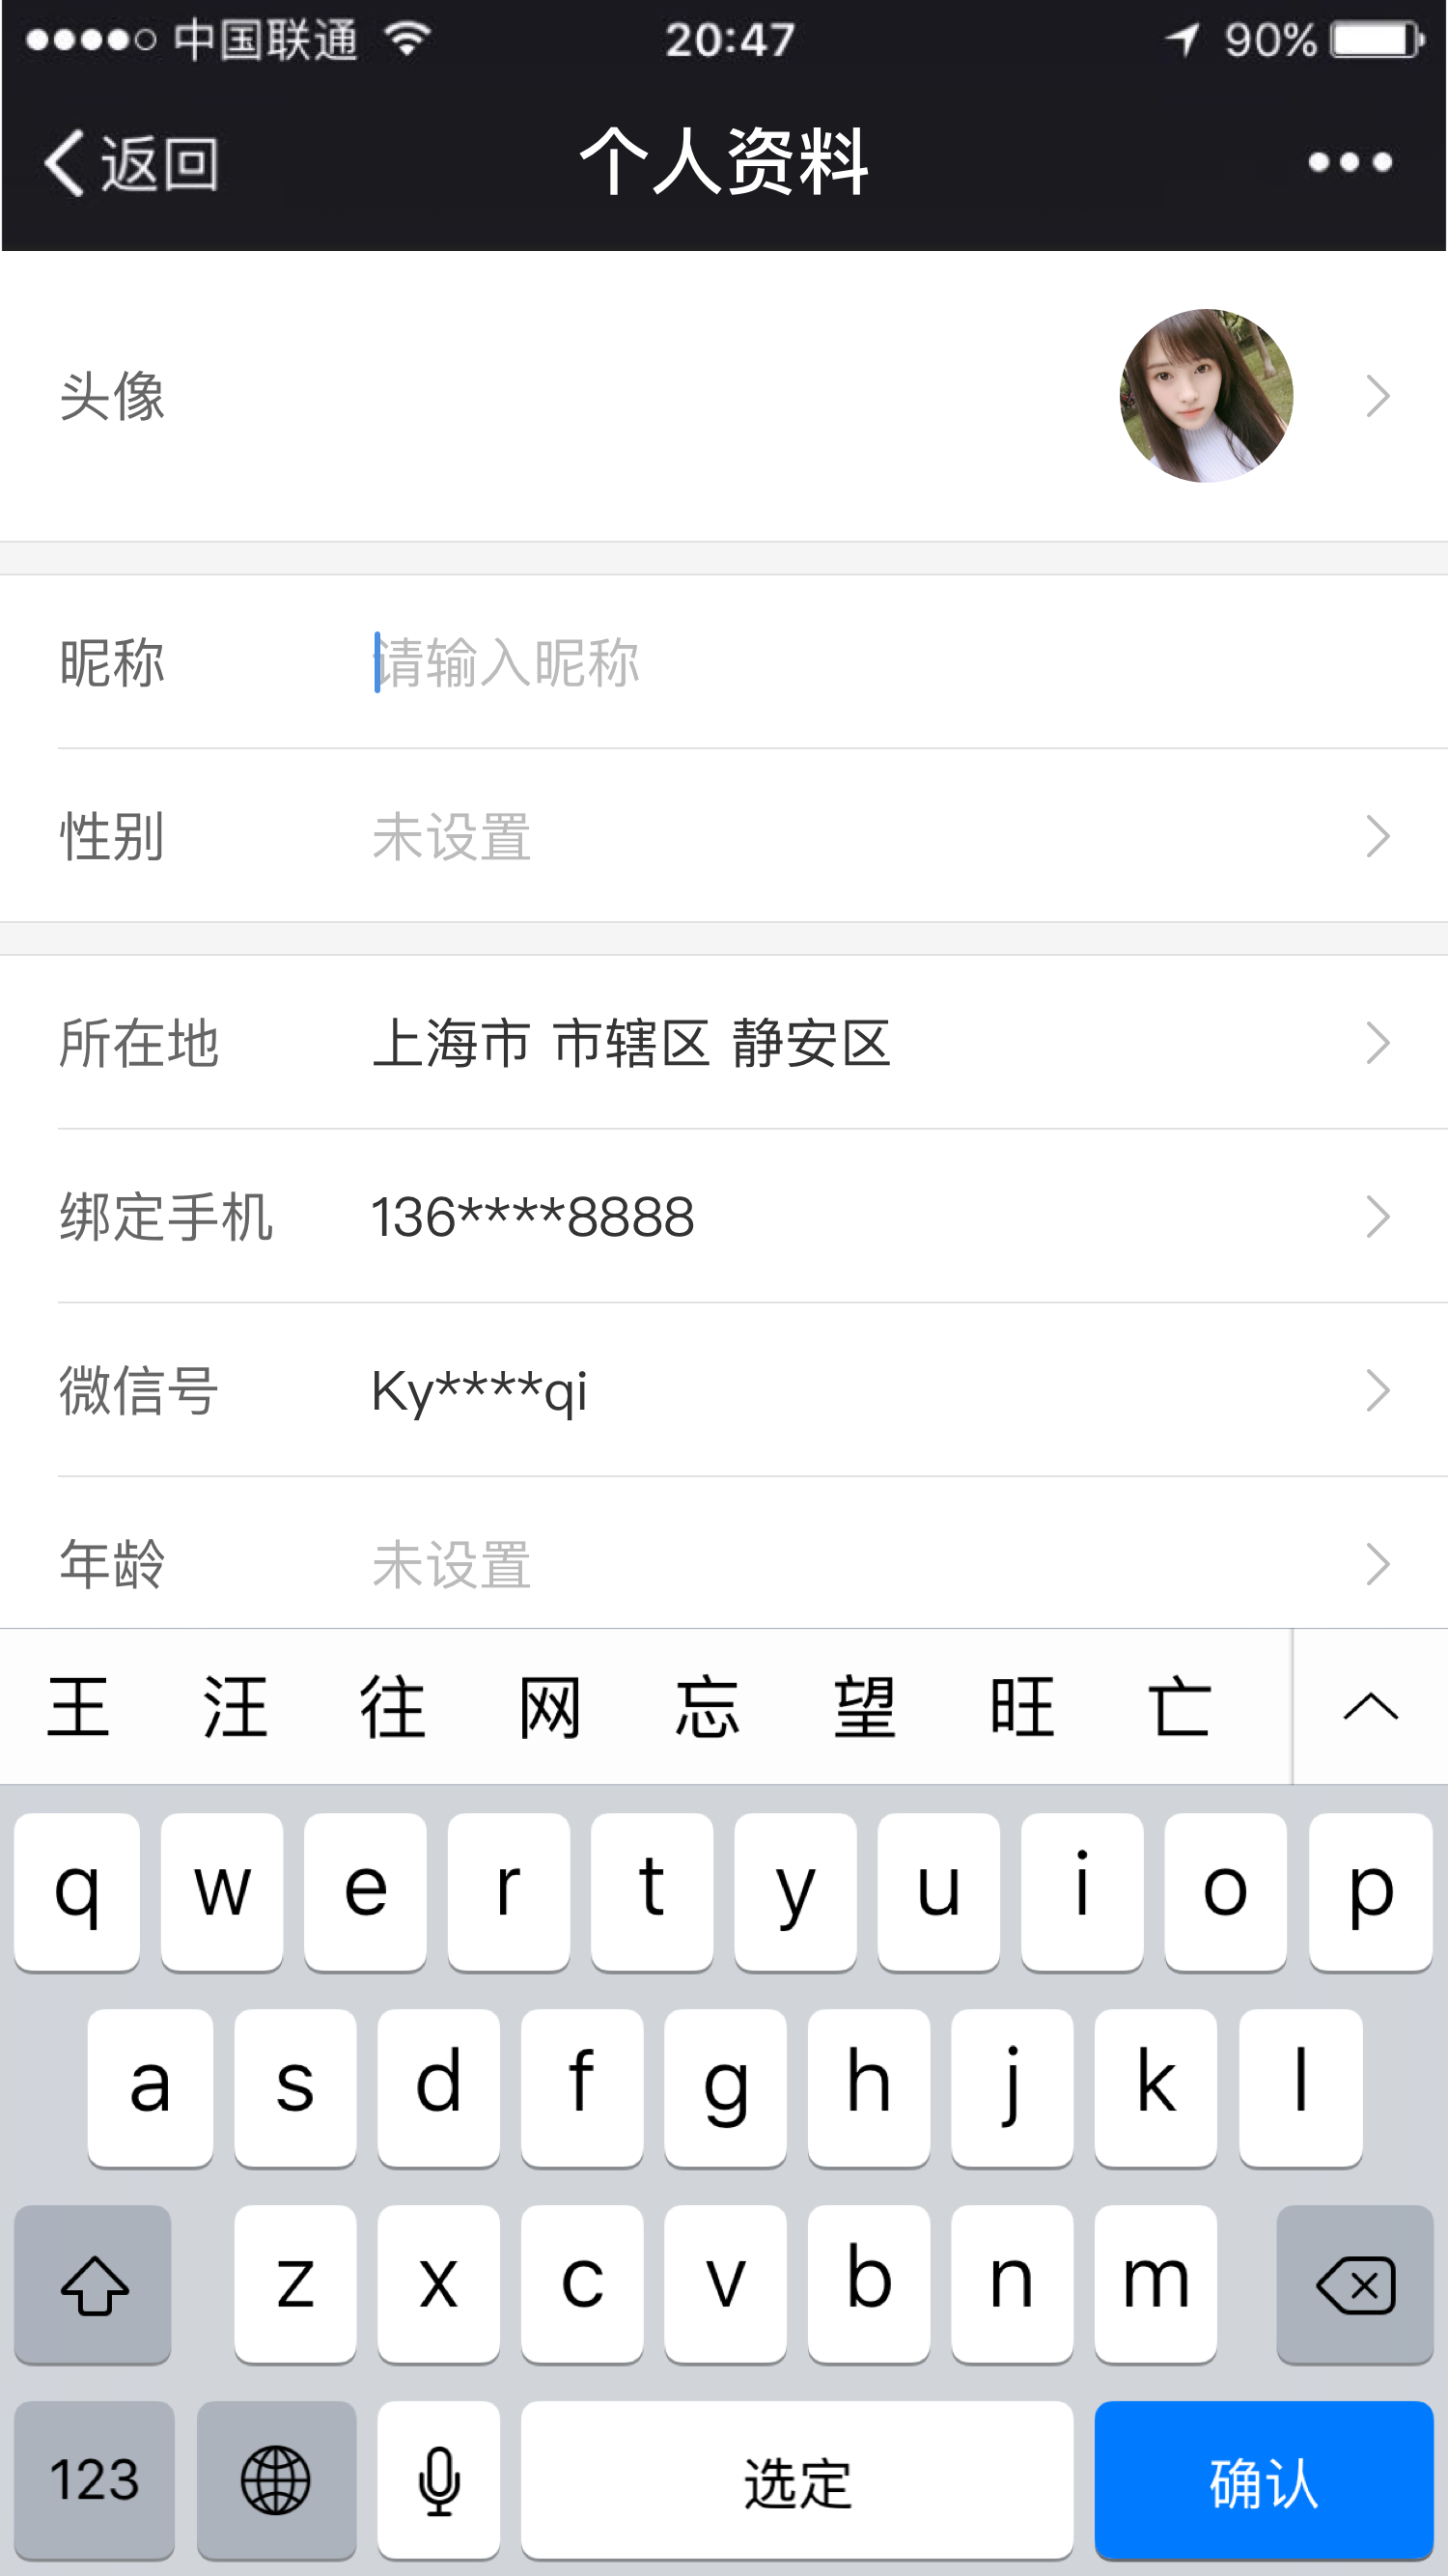 中国联通 20:47 90%
返回 个人资料
头像
昵称 请输入昵称
性别 未设置
所在地 上海市 市辖区 静安区
绑定手机 136****8888
微信号 Ky****qi
年龄 未设置
王 汪 往 网 忘 望 旺 亡
q w e r t y u i o p
a s d f g h j k l
z x c v b n m
123 选定 确认